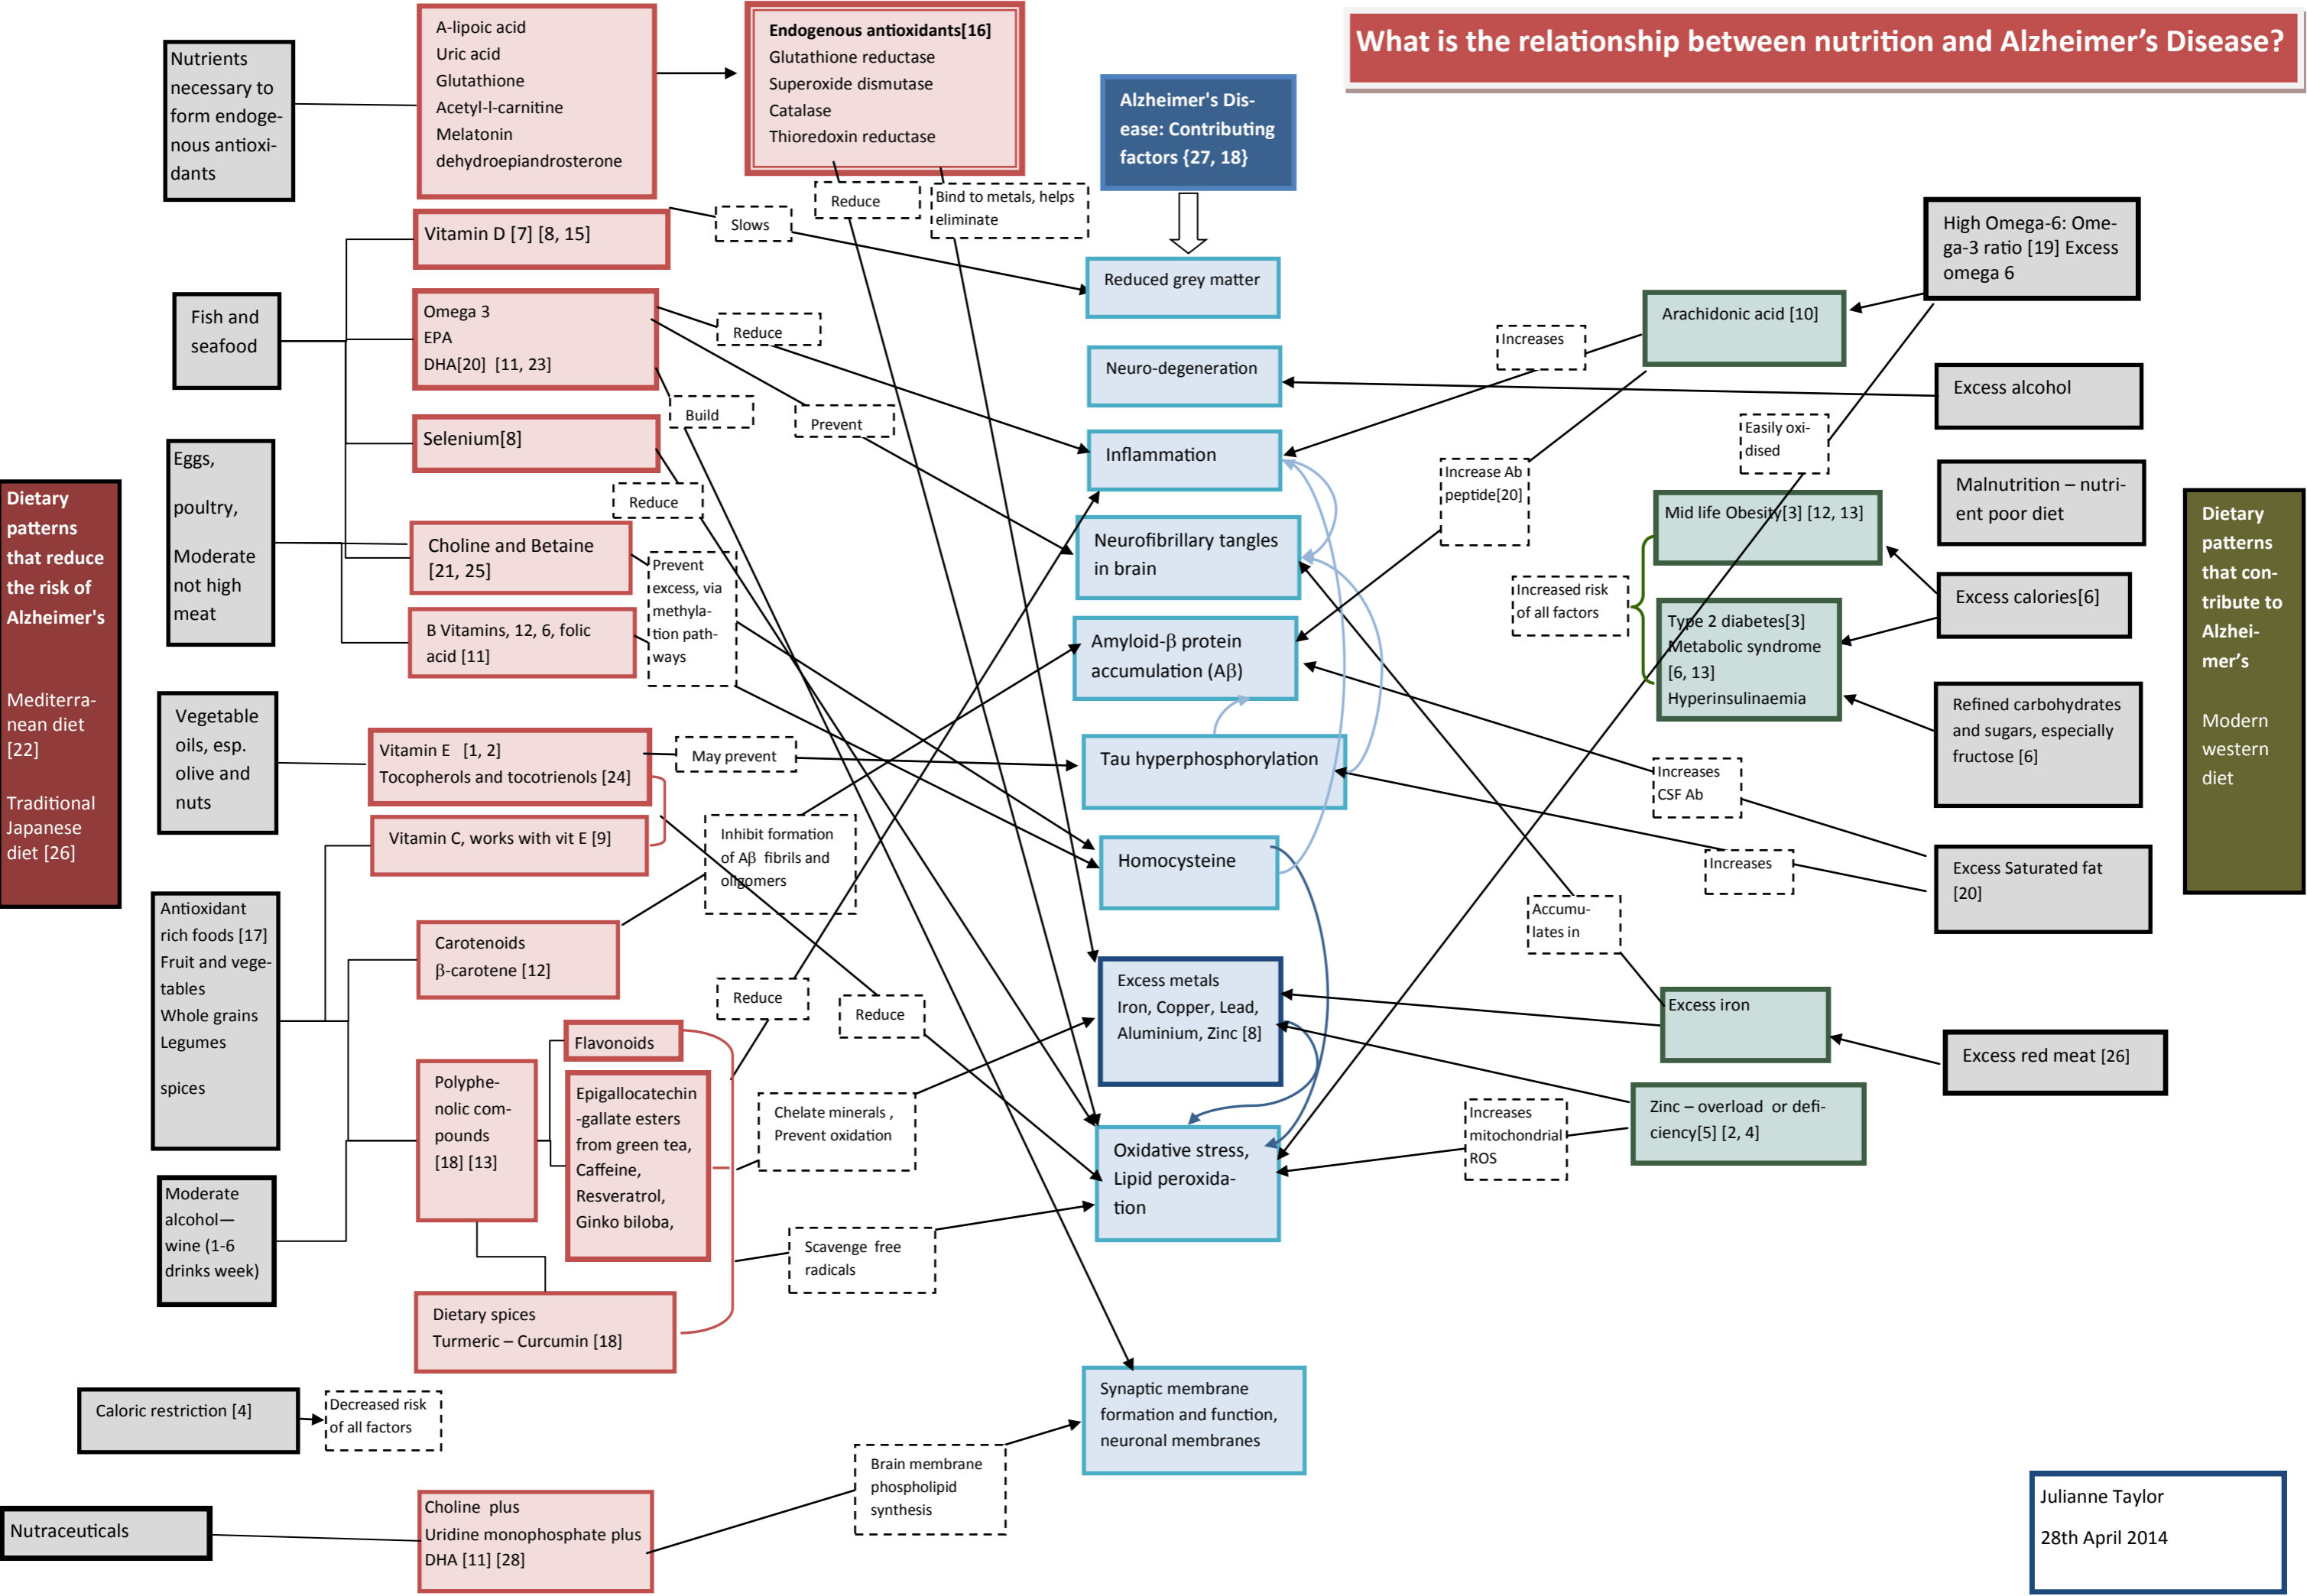 What is the relationship between nutrition and Alzheimer's Disease?
Dietary
patterns
that reduce
the risk of
Alzheimer's
Mediterra-
nean diet
[22]
Traditional
Japanese
diet [26]
Nutrients
necessary to
form endoge-
nous antioxi-
dants
Fish and
seafood
Eggs,
poultry,
Moderate
not high
meat
Vegetable
oils, esp.
olive and
nuts
Antioxidant
rich foods [17]
Fruit and vege-
tables
Whole grains
Legumes
spices
Moderate
alcohol—
wine (1-6
drinks week)
Caloric restriction [4]
Decreased risk
of all factors
Nutraceuticals
A-lipoic acid
Uric acid
Glutathione
Acetyl-l-carnitine
Melatonin
dehydroepiandrosterone
Vitamin D [7] [8, 15]
Omega 3
EPA
DHA[20] [11, 23]
Selenium[8]
Choline and Betaine
[21, 25]
B Vitamins, 12, 6, folic
acid [11]
Vitamin E [1, 2]
Tocopherols and tocotrienols [24]
Vitamin C, works with vit E [9]
Carotenoids
β-carotene [12]
Polyphe-
nolic com-
pounds
[18] [13]
Flavonoids
Epigallocatechin
-gallate esters
from green tea,
Caffeine,
Resveratrol,
Ginko biloba,
Dietary spices
Turmeric – Curcumin [18]
Choline plus
Uridine monophosphate plus
DHA [11] [28]
Endogenous antioxidants[16]
Glutathione reductase
Superoxide dismutase
Catalase
Thioredoxin reductase
Reduce
Bind to metals, helps
eliminate
Slows
Reduce
Build
Prevent
Reduce
Prevent
excess, via
methyla-
tion path-
ways
May prevent
Inhibit formation
of Aβ fibrils and
oligomers
Reduce
Reduce
Chelate minerals ,
Prevent oxidation
Scavenge free
radicals
Brain membrane
phospholipid
synthesis
Alzheimer's Dis-
ease: Contributing
factors {27, 18}
Reduced grey matter
Neuro-degeneration
Inflammation
Neurofibrillary tangles
in brain
Amyloid-β protein
accumulation (Aβ)
Tau hyperphosphorylation
Homocysteine
Excess metals
Iron, Copper, Lead,
Aluminium, Zinc [8]
Oxidative stress,
Lipid peroxida-
tion
Synaptic membrane
formation and function,
neuronal membranes
Increases
Increase Ab
peptide[20]
Easily oxi-
dised
Increased risk
of all factors
Increases
CSF Ab
Increases
Accumu-
lates in
Increases
mitochondrial
ROS
Arachidonic acid [10]
Mid life Obesity[3] [12, 13]
Type 2 diabetes[3]
Metabolic syndrome
[6, 13]
Hyperinsulinaemia
Excess iron
Zinc – overload or defi-
ciency[5] [2, 4]
High Omega-6: Ome-
ga-3 ratio [19] Excess
omega 6
Excess alcohol
Malnutrition – nutri-
ent poor diet
Excess calories[6]
Refined carbohydrates
and sugars, especially
fructose [6]
Excess Saturated fat
[20]
Excess red meat [26]
Dietary
patterns
that con-
tribute to
Alzhei-
mer's
Modern
western
diet
Julianne Taylor
28th April 2014